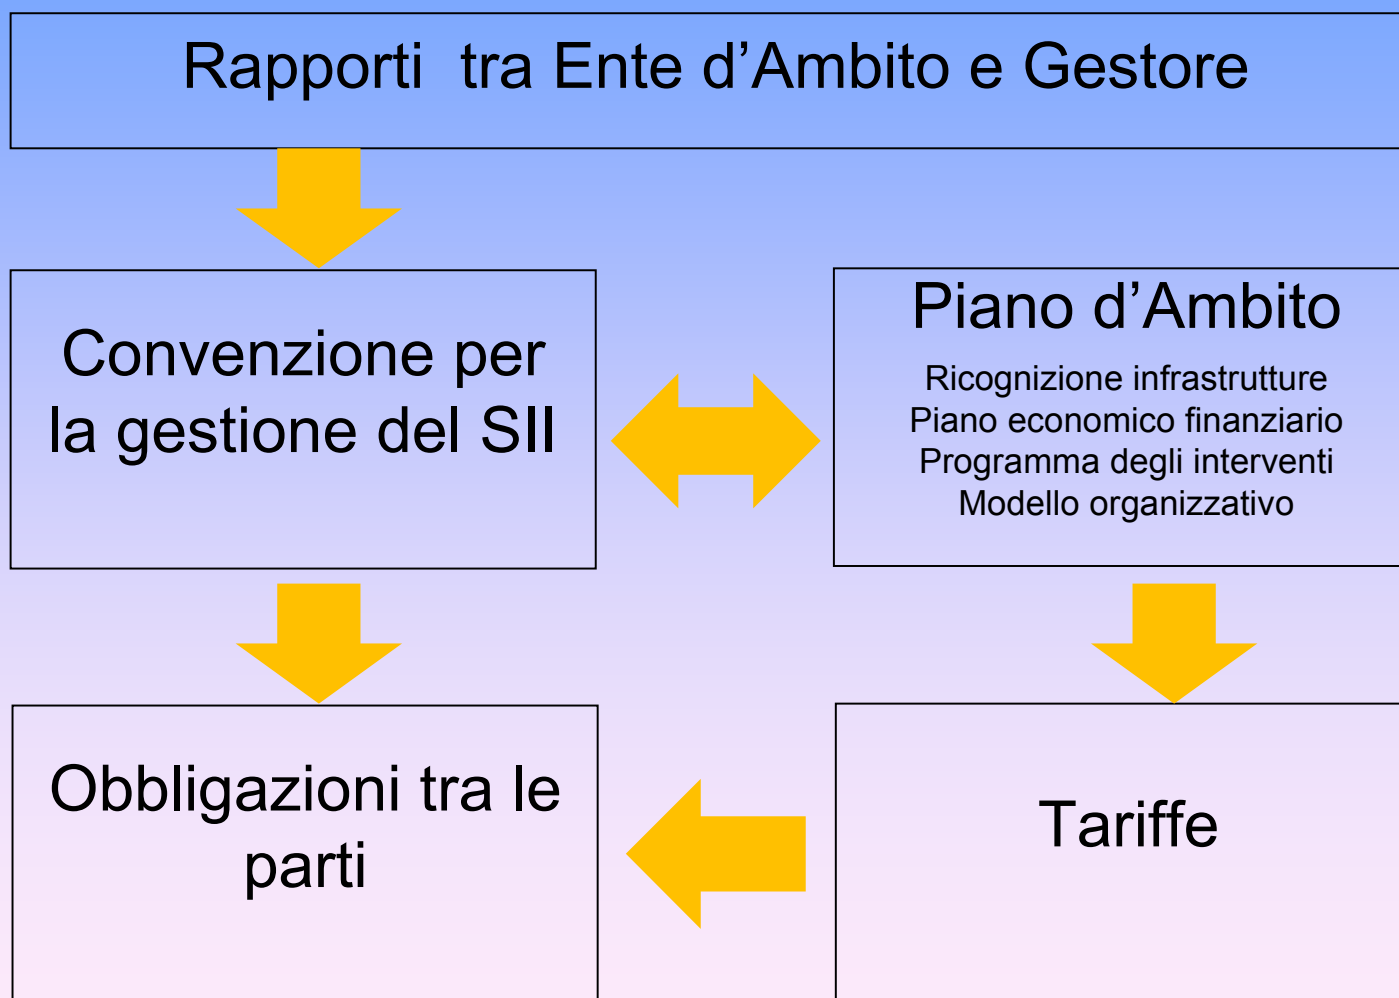 Rapporti tra Ente d’Ambito e Gestore
Convenzione per
la gestione del SII
Piano d’Ambito
Ricognizione infrastrutture
Piano economico finanziario
Programma degli interventi
Modello organizzativo
Obbligazioni tra le
parti
Tariffe